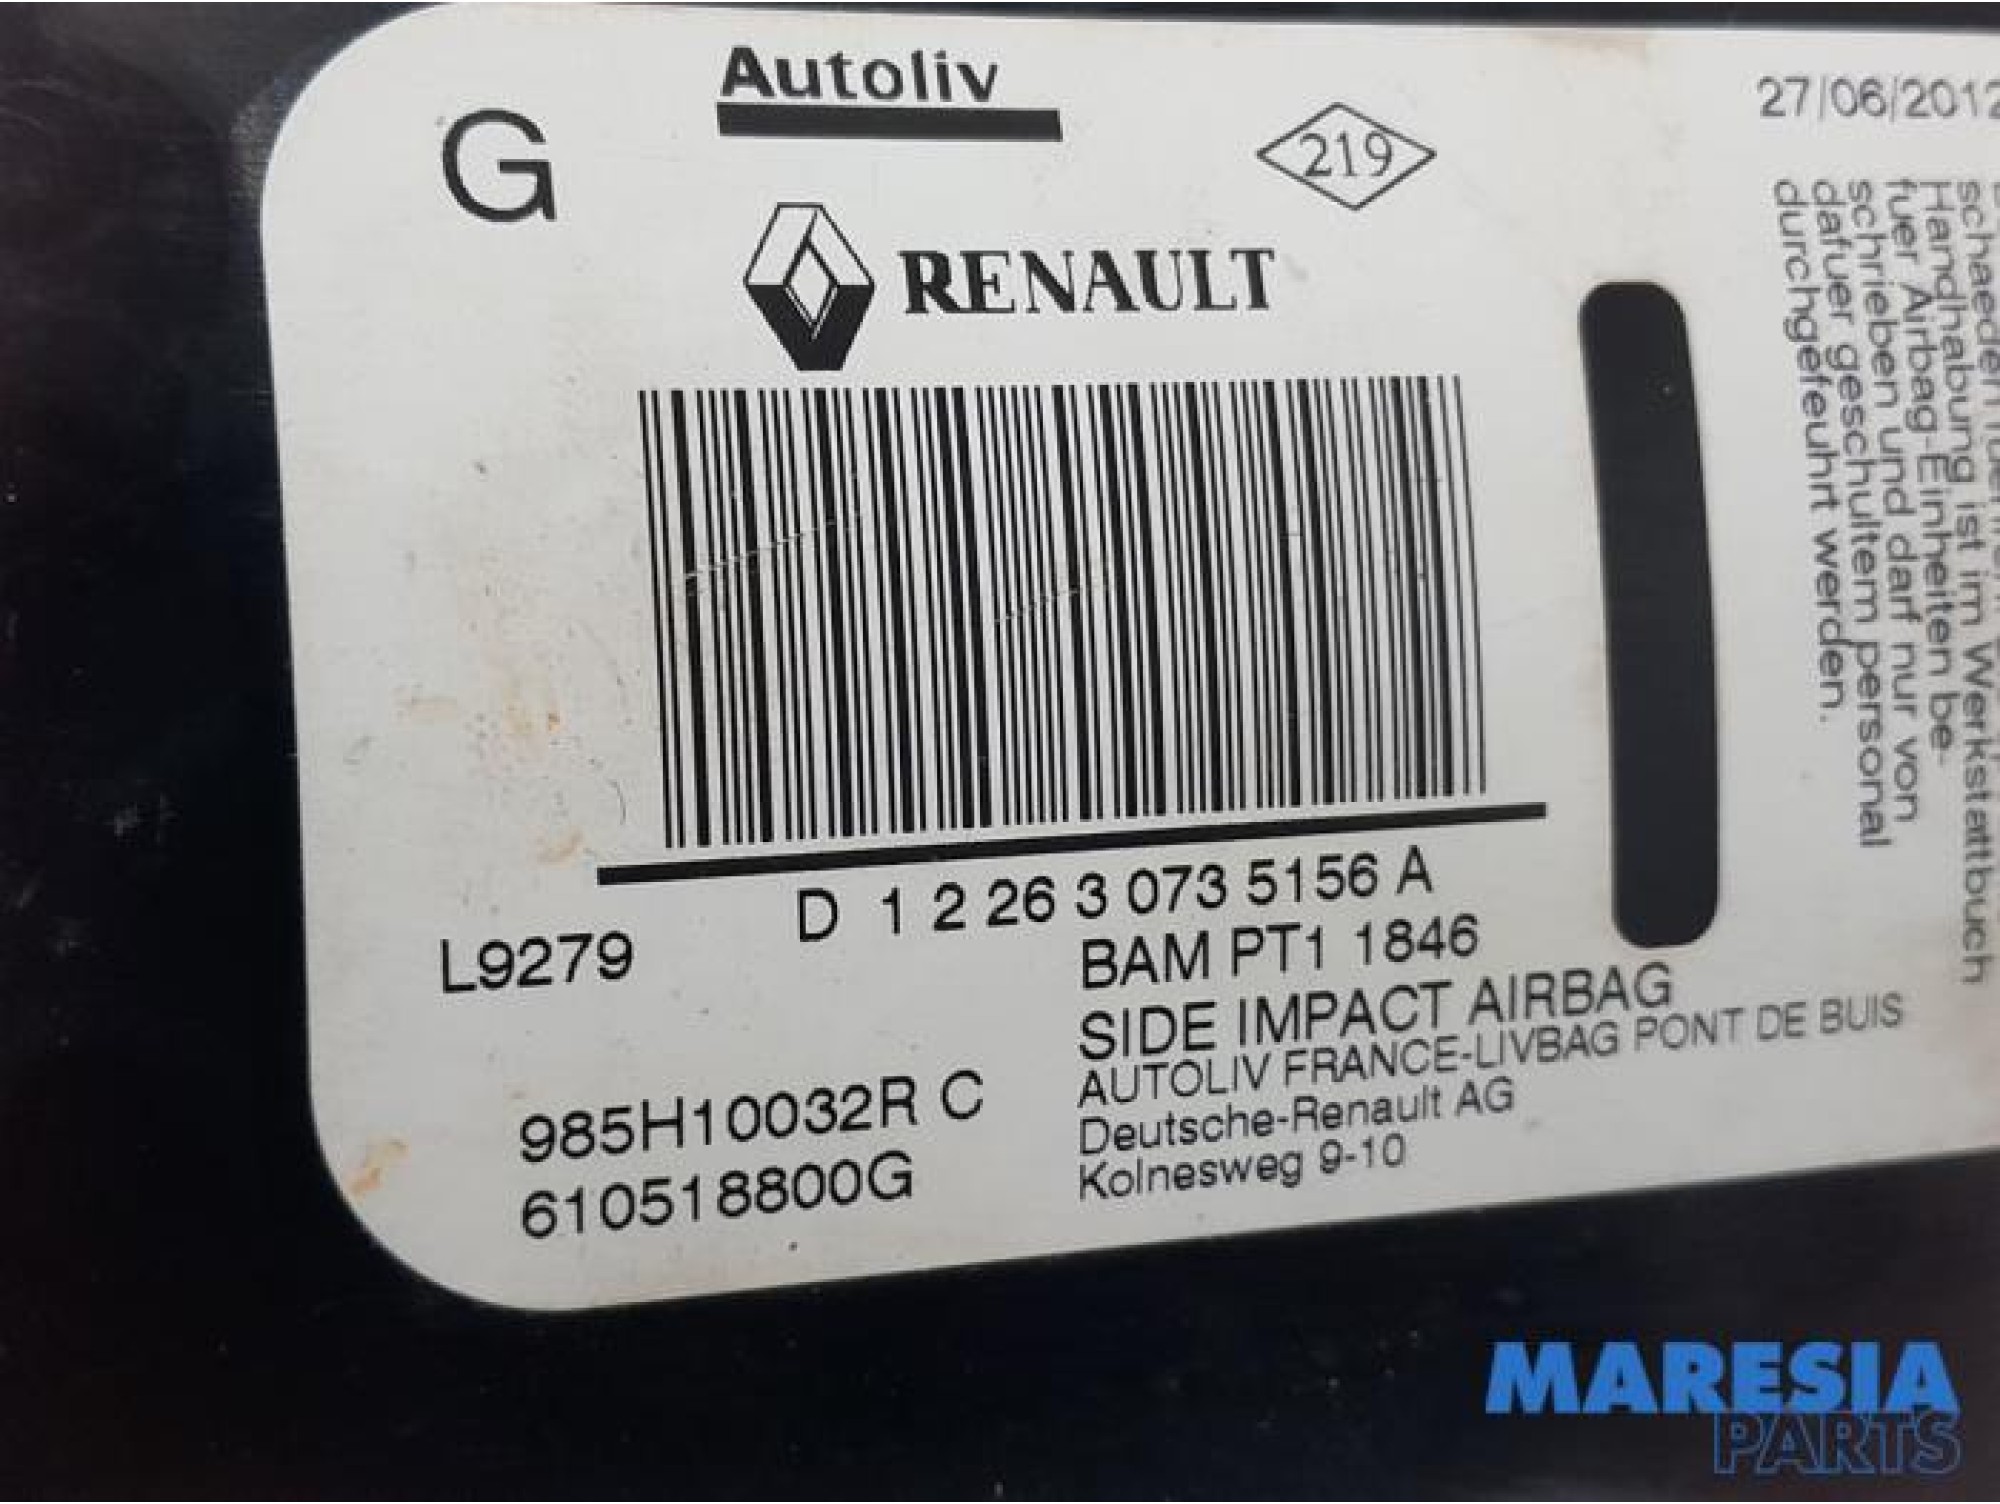 Autoliv
G
219
27/06/2012
RENAULT
schaeden fuer
Handhabung ist im Werkstattbuch
fuer Airbag-Einheiten be-
schrieben und darf nur von
dafuer geschultem personal
durchgefeuhrt werden.
D 1 2 26 3 073 5156 A
L9279
BAM PT1 1846
SIDE IMPACT AIRBAG
AUTOLIV FRANCE-LIVBAG PONT DE BUIS
985H10032R C
Deutsche-Renault AG
610518800G
Kolnesweg 9-10
MARESIA
PARTS